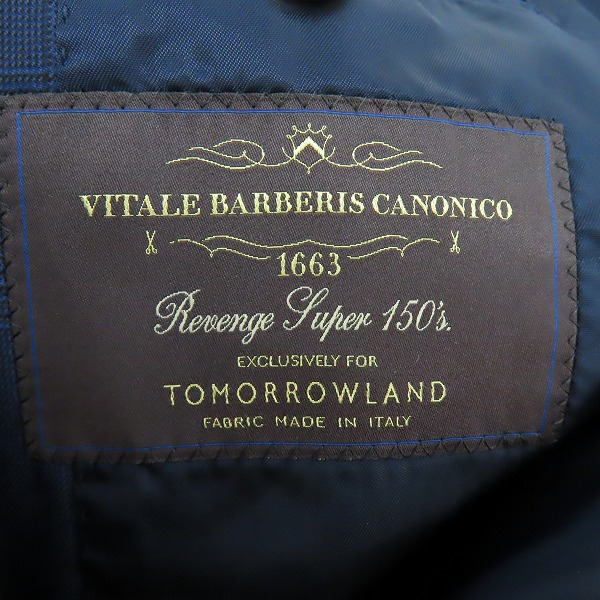 VITALE BARBERIS CANONICO
1663
Revenge Super 150's.
EXCLUSIVELY FOR
TOMORROWLAND
FABRIC MADE IN ITALY